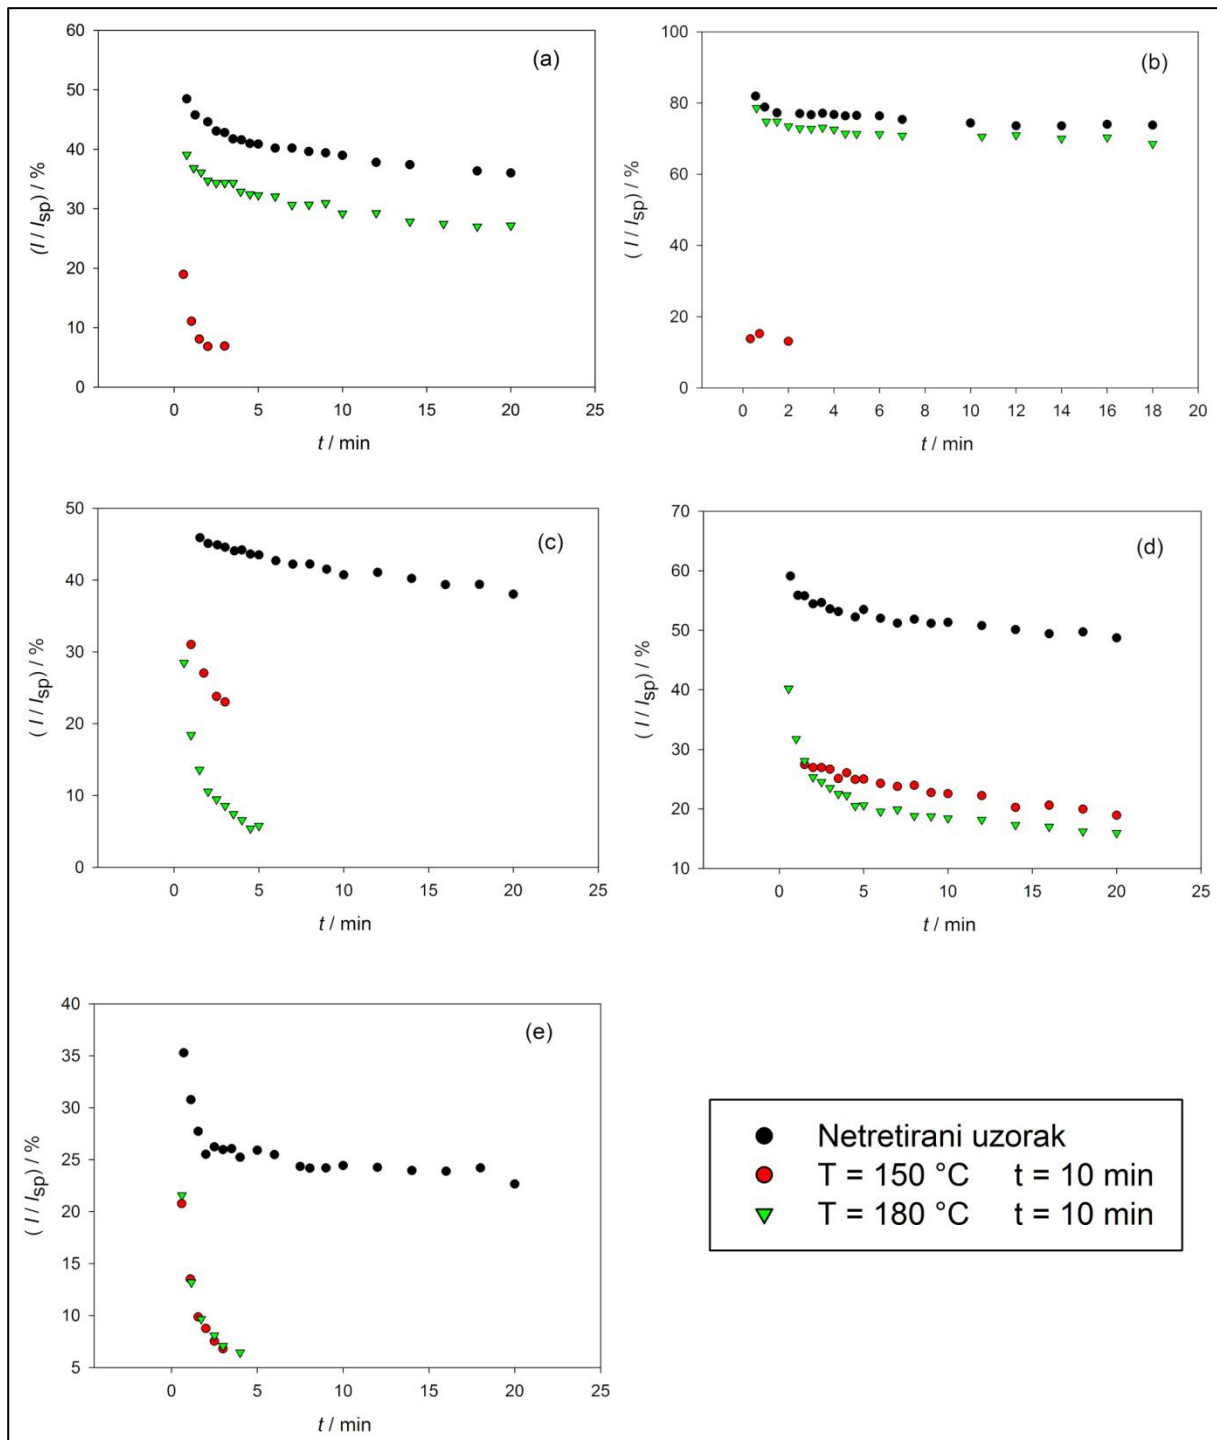 (a)
60
50
40
30
20
10
0
(I / Isp) / %
0 5 10 15 20 25
t / min
(b)
100
80
60
40
20
0
( I / Isp) / %
0 2 4 6 8 10 12 14 16 18 20
t / min
(c)
50
40
30
20
10
0
( I / Isp) / %
0 5 10 15 20 25
t / min
(d)
70
60
50
40
30
20
10
( I / Isp) / %
0 5 10 15 20 25
t / min
(e)
40
35
30
25
20
15
10
5
( I / Isp) / %
0 5 10 15 20 25
t / min
Netretirani uzorak
T = 150 °C t = 10 min
T = 180 °C t = 10 min